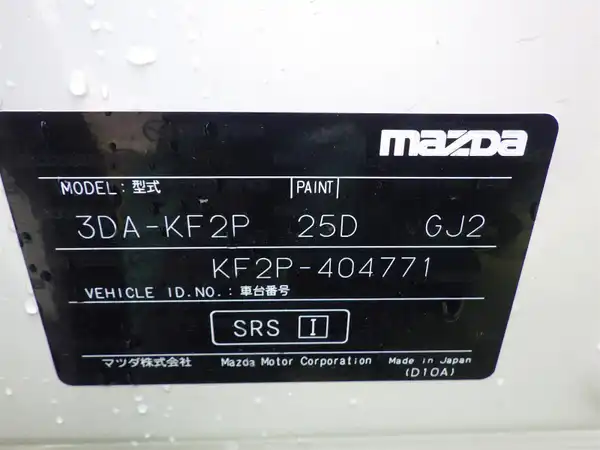 mazda
MODEL: 型式 PAINT
3DA-KF2P 25D GJ2
KF2P-404771
VEHICLE ID.NO.: 車台番号
SRS I
マツダ株式会社 Mazda Motor Corporation Made in Japan
(D10A)